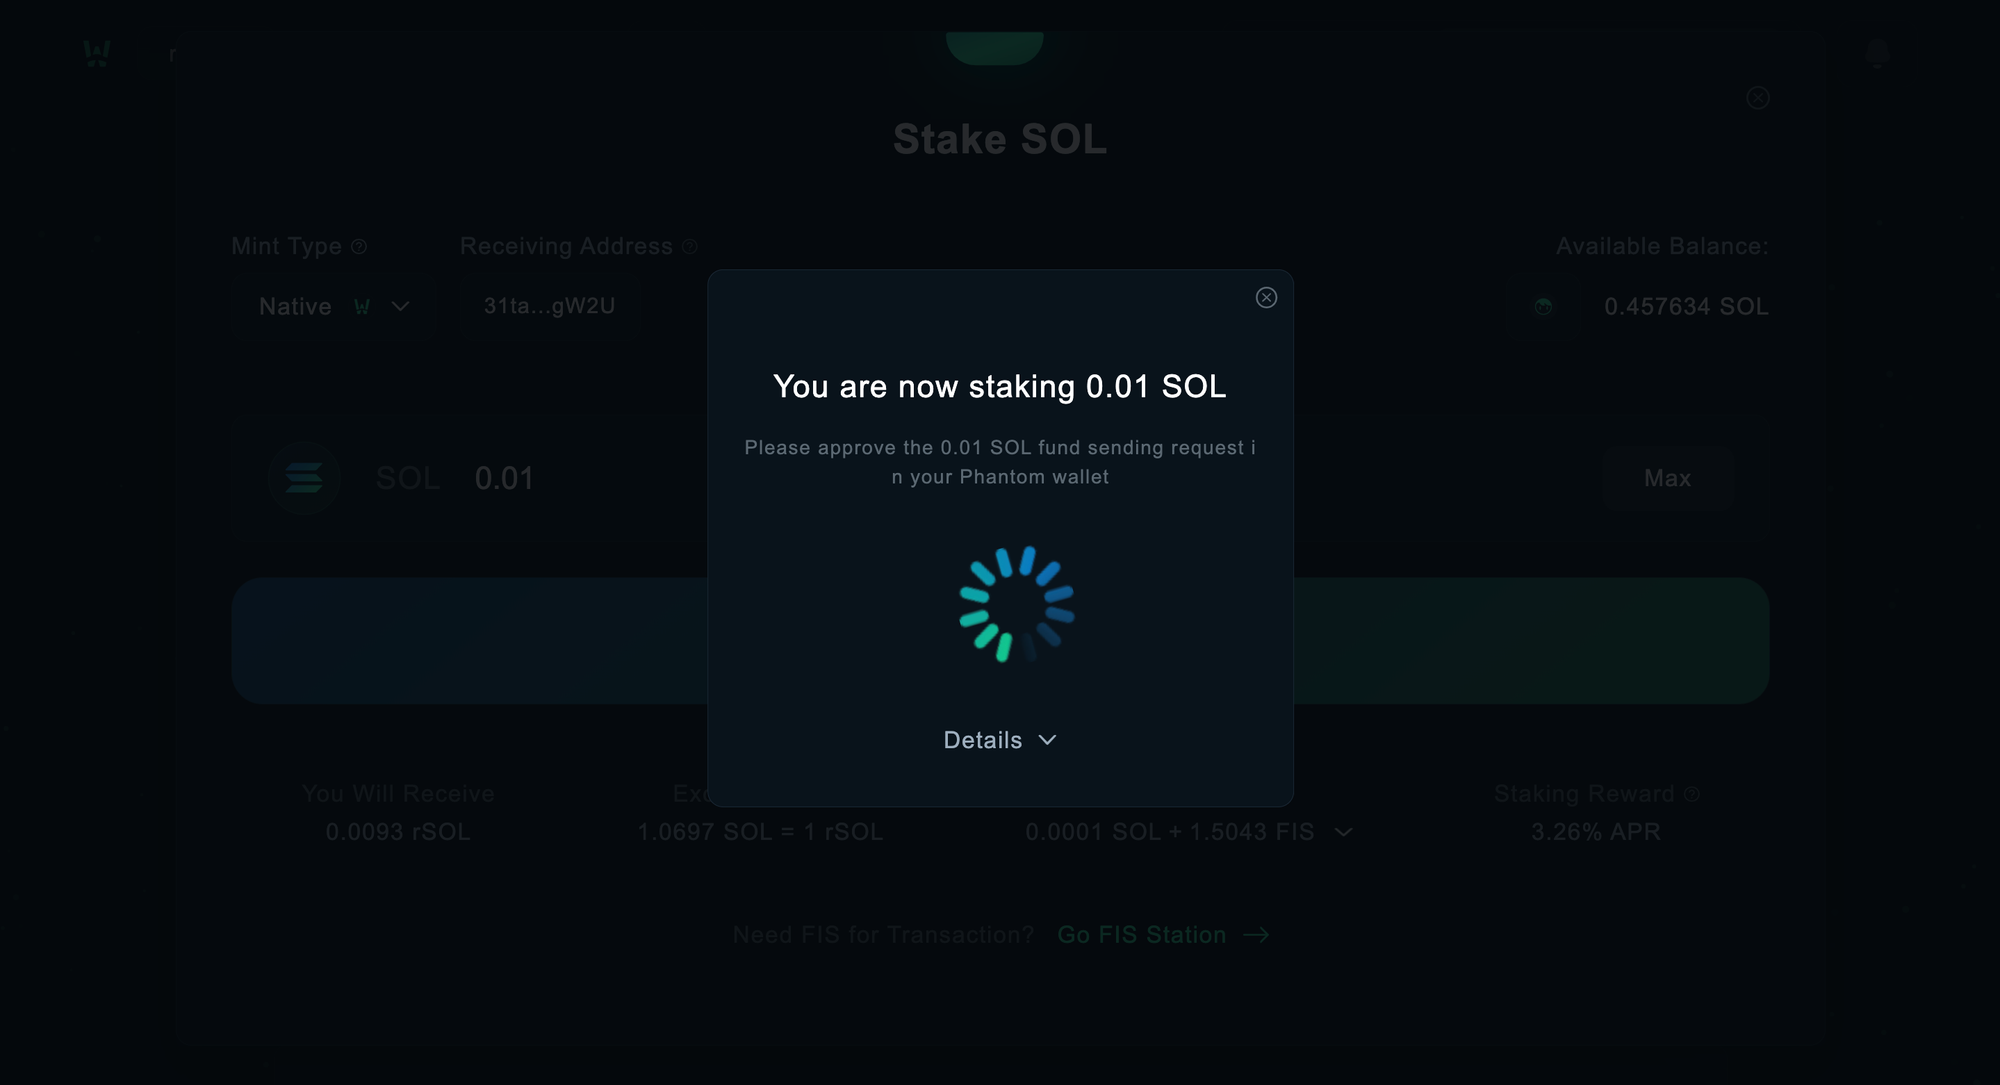 r
Stake SOL
Mint Type
Receiving Address
Available Balance:
Native
31ta...gW2U
0.457634 SOL
You are now staking 0.01 SOL
Please approve the 0.01 SOL fund sending request i
n your Phantom wallet
SOL 0.01
Max
Details
You Will Receive
Exc
Staking Reward
0.0093 rSOL
1.0697 SOL = 1 rSOL
0.0001 SOL + 1.5043 FIS
3.26% APR
Need FIS for Transaction? Go FIS Station